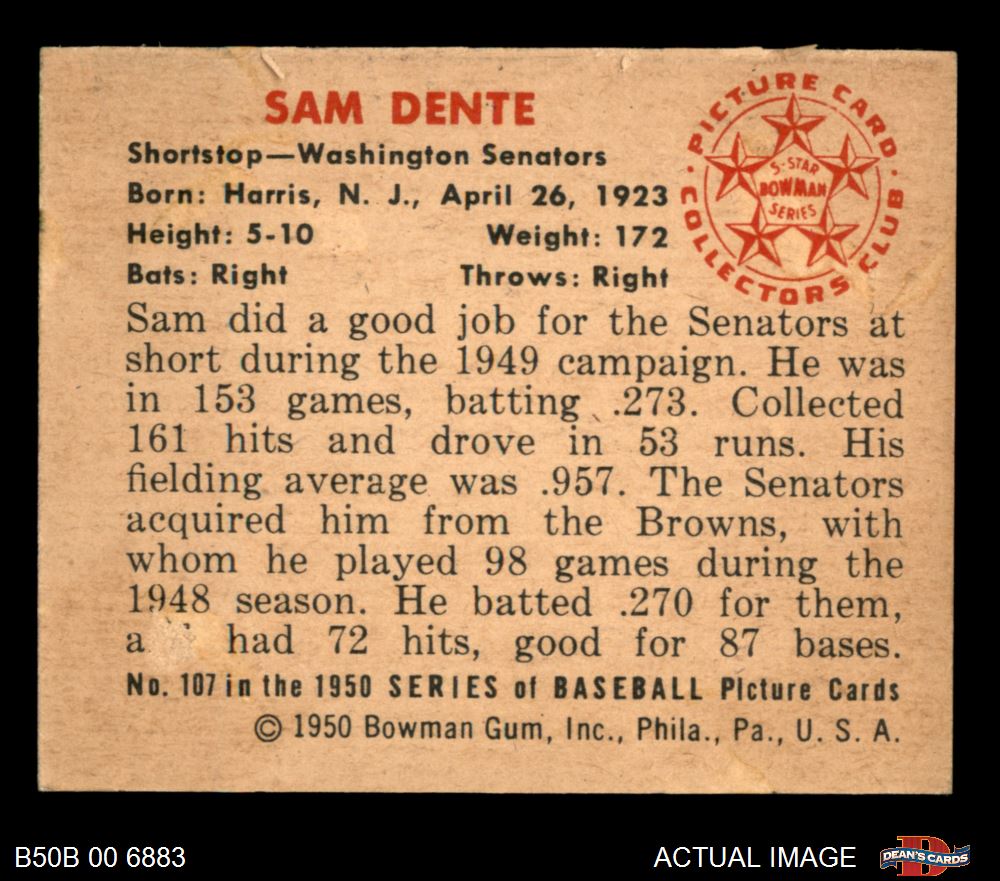 SAM DENTE
Shortstop—Washington Senators
Born: Harris, N. J., April 26, 1923
Height: 5-10 Weight: 172
Bats: Right Throws: Right
PICTURE CARD
COLLECTORS CLUB
5-STAR
BOWMAN
SERIES
Sam did a good job for the Senators at
short during the 1949 campaign. He was
in 153 games, batting .273. Collected
161 hits and drove in 53 runs. His
fielding average was .957. The Senators
acquired him from the Browns, with
whom he played 98 games during the
1948 season. He batted .270 for them,
a had 72 hits, good for 87 bases.
No. 107 in the 1950 SERIES of BASEBALL Picture Cards
© 1950 Bowman Gum, Inc., Phila., Pa., U. S. A.
B50B 00 6883
ACTUAL IMAGE
D
DEAN'S CARDS